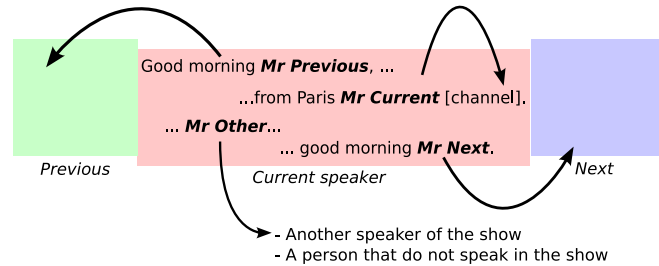 Good morning Mr Previous, ...
...from Paris Mr Current [channel].
... Mr Other...
... good morning Mr Next.
Previous
Current speaker
Next
- Another speaker of the show
- A person that do not speak in the show